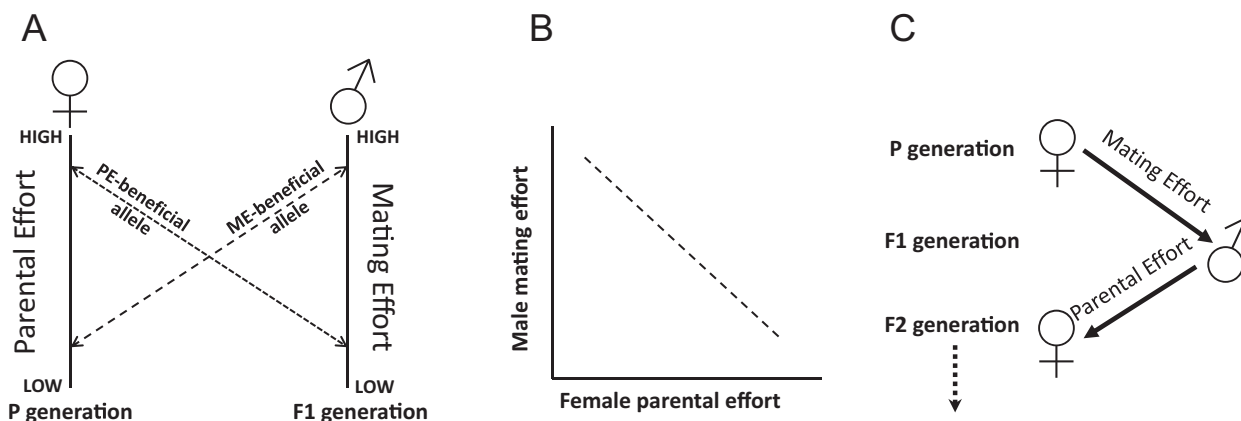 A
HIGH
HIGH
Parental Effort
PE-beneficial
allele
ME-beneficial
allele
Mating Effort
LOW
LOW
P generation
F1 generation
B
Male mating effort
Female parental effort
C
P generation
Mating Effort
F1 generation
Parental Effort
F2 generation